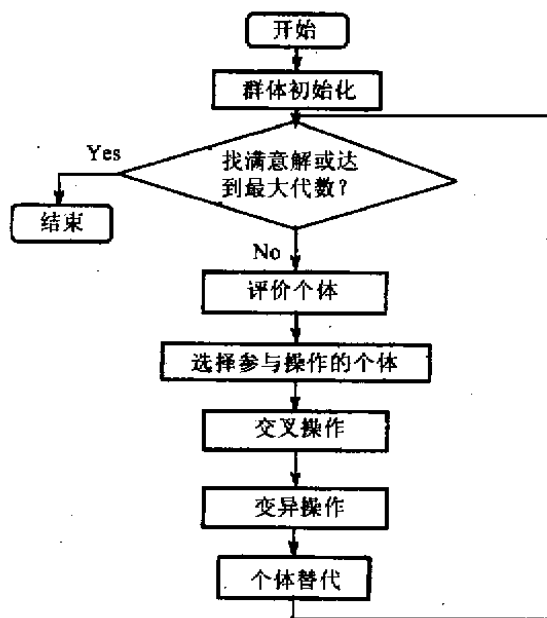 开始
群体初始化
Yes
找满意解或达
到最大代数?
结束
No
评价个体
选择参与操作的个体
交叉操作
变异操作
个体替代